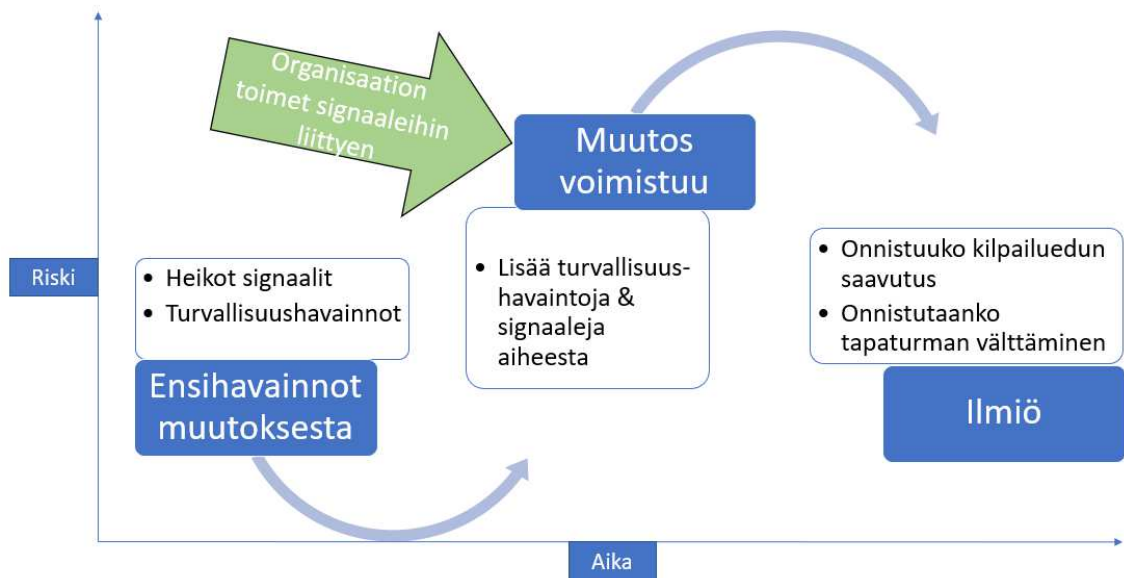 Organisaation
toimet signaaleihin
liittyen
Muutos
voimistuu
Riski
• Heikot signaalit
• Turvallisuushavainnot
Ensihavainnot
muutoksesta
• Lisää turvallisuus-
havaintoja &
signaaleja
aiheesta
• Onnistuuko kilpailuedun
saavutus
• Onnistutaanko
tapaturman välttäminen
Ilmiö
Aika